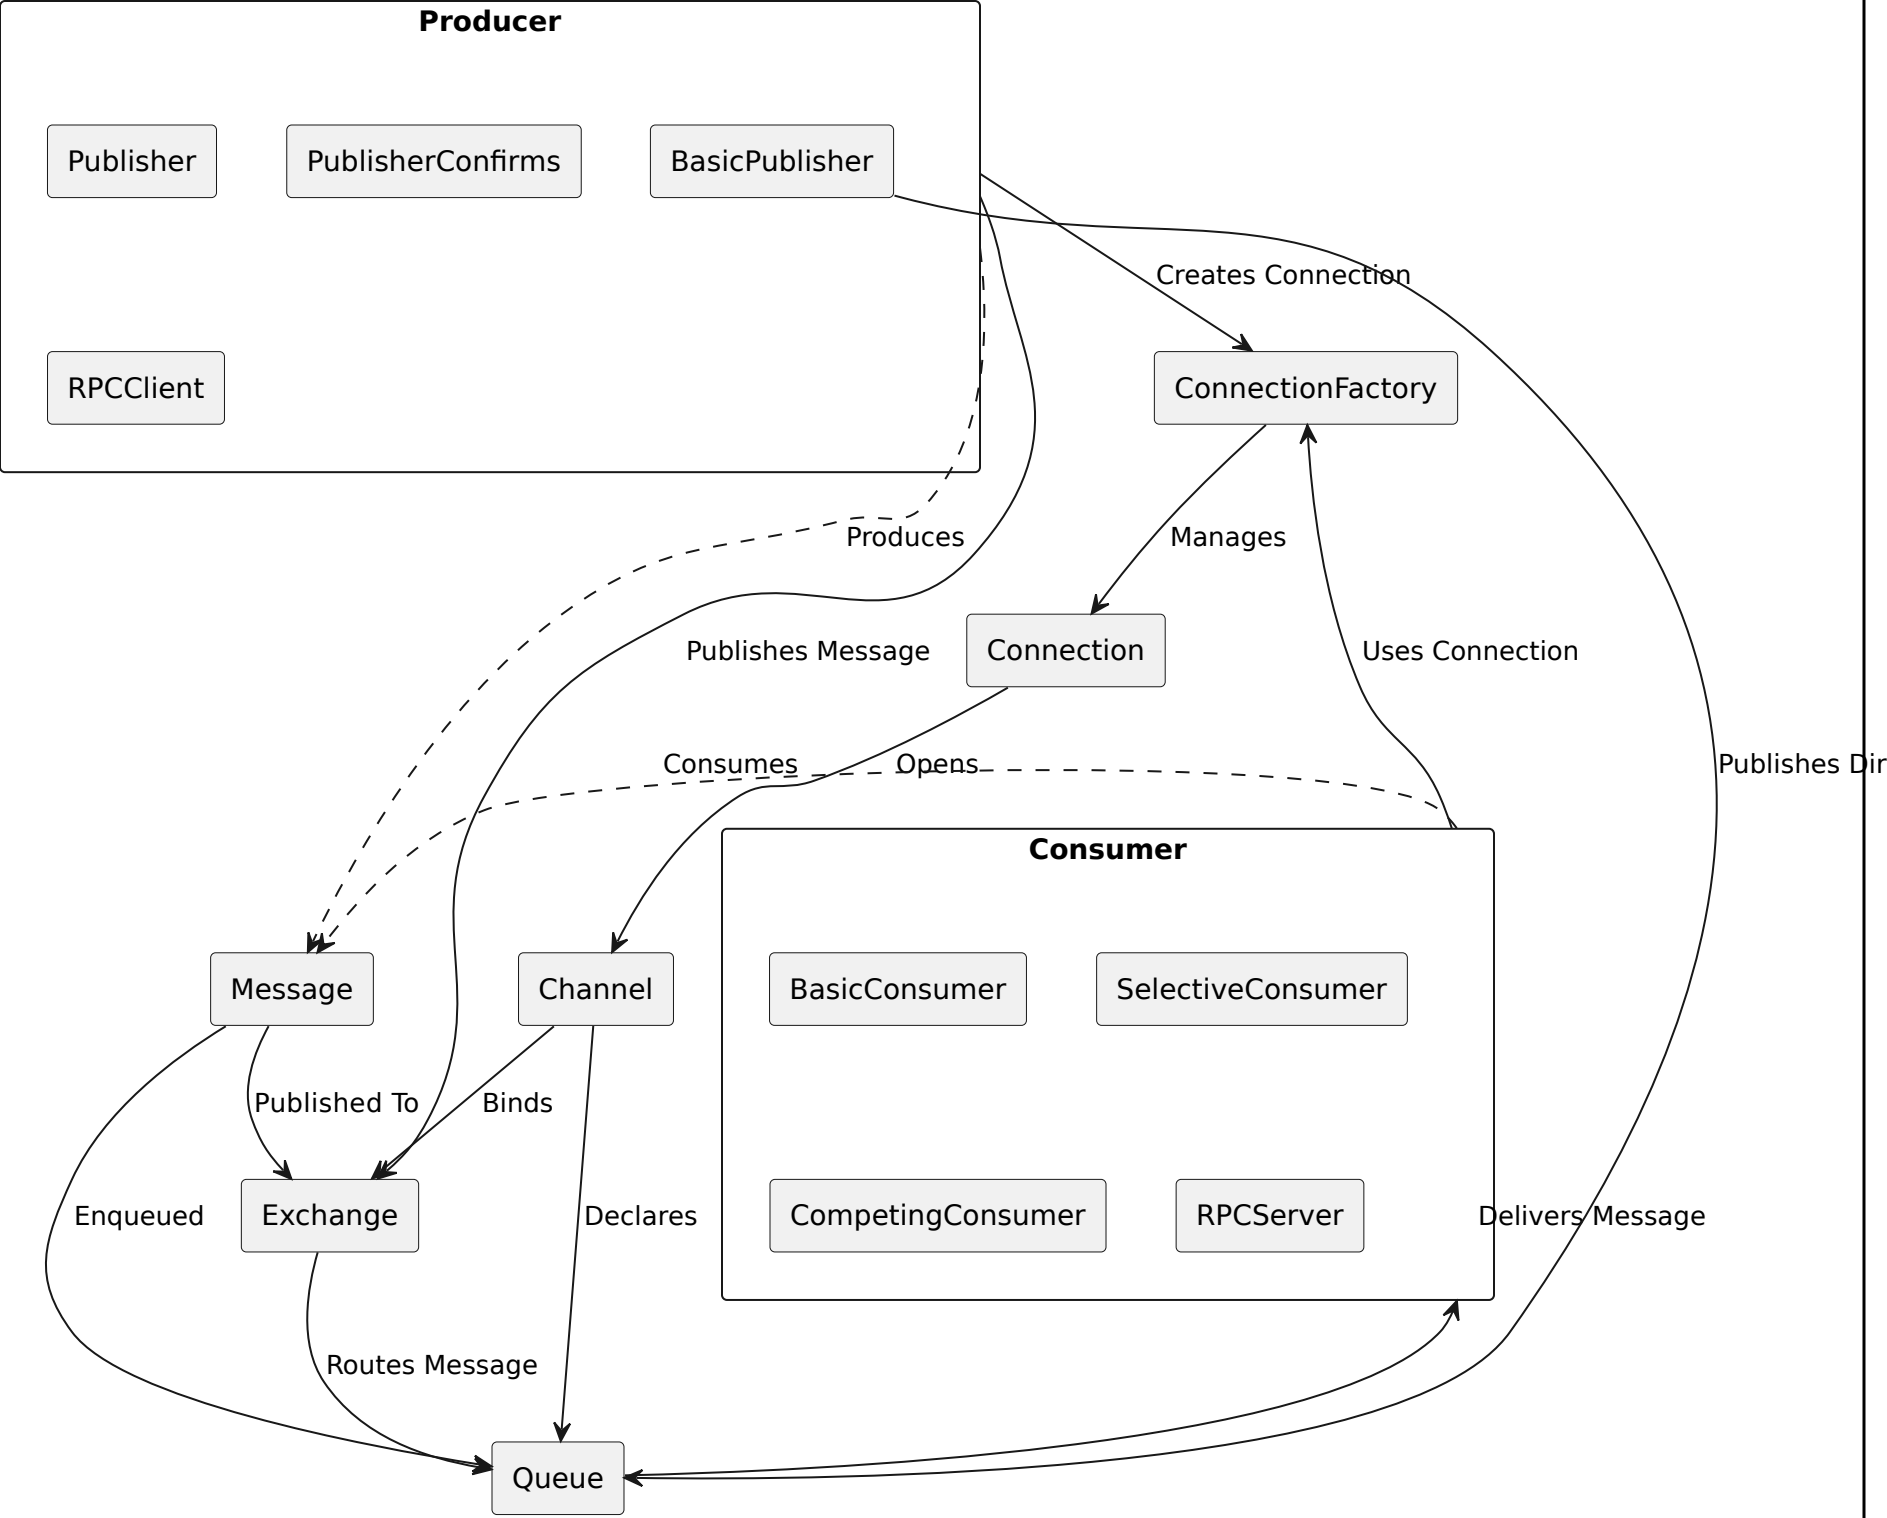 Producer
Publisher
PublisherConfirms
BasicPublisher
Creates Connection
RPCClient
ConnectionFactory
Produces
Manages
Publishes Message
Connection
Uses Connection
Consumes
Opens
Publishes Dir
Consumer
Message
Channel
BasicConsumer
SelectiveConsumer
Published To
Binds
Enqueued
Exchange
Declares
CompetingConsumer
RPCServer
Delivers Message
Routes Message
Queue